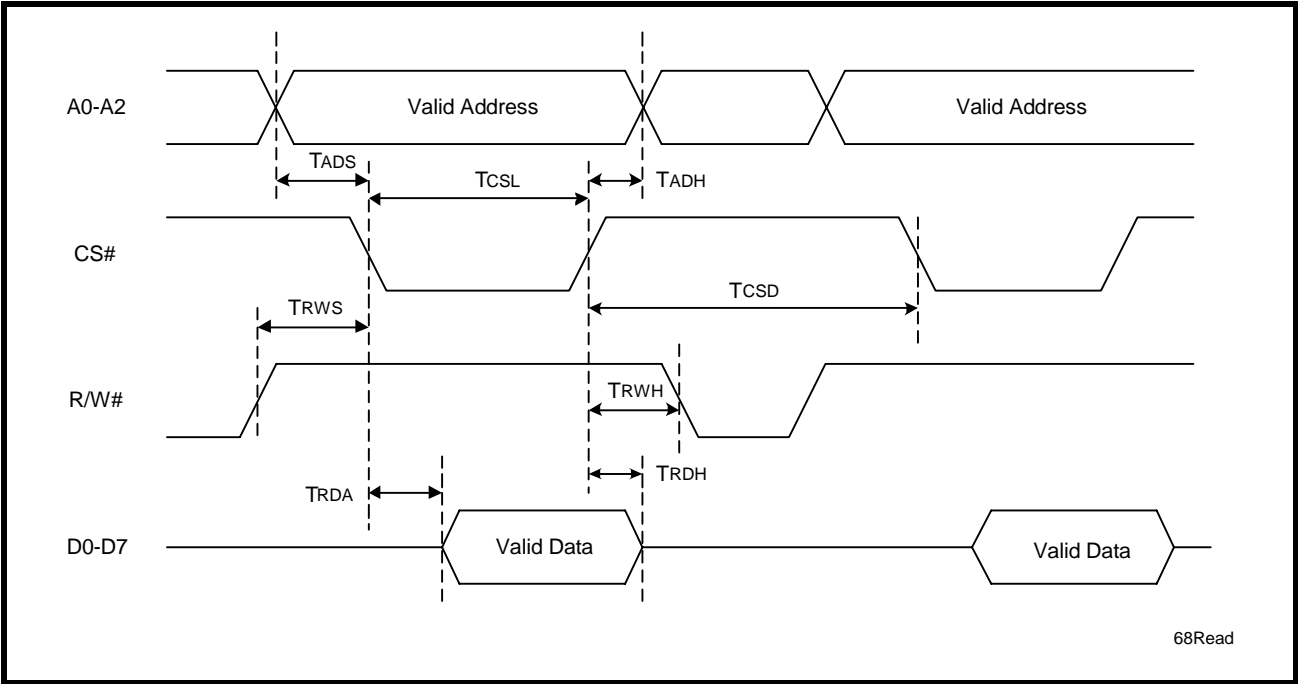 A0-A2
Valid Address
Valid Address
TADS
TCSL
TADH
CS#
TCSD
TRWS
R/W#
TRWH
TRDH
TRDA
D0-D7
Valid Data
Valid Data
68Read